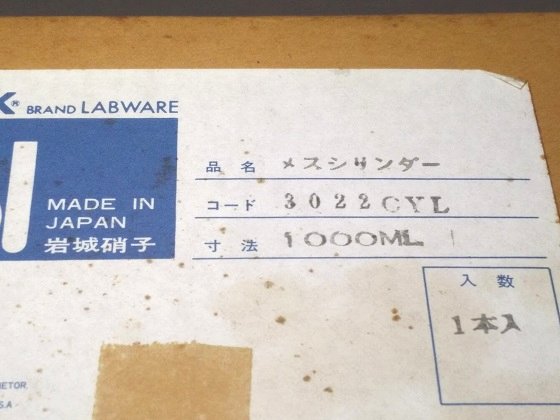 K® BRAND LABWARE
MADE IN
JAPAN
岩城硝子
品名 メスシリンダー
コード 3022CYL
寸法 1000ML
入数
1本入
ETOR.
S.A